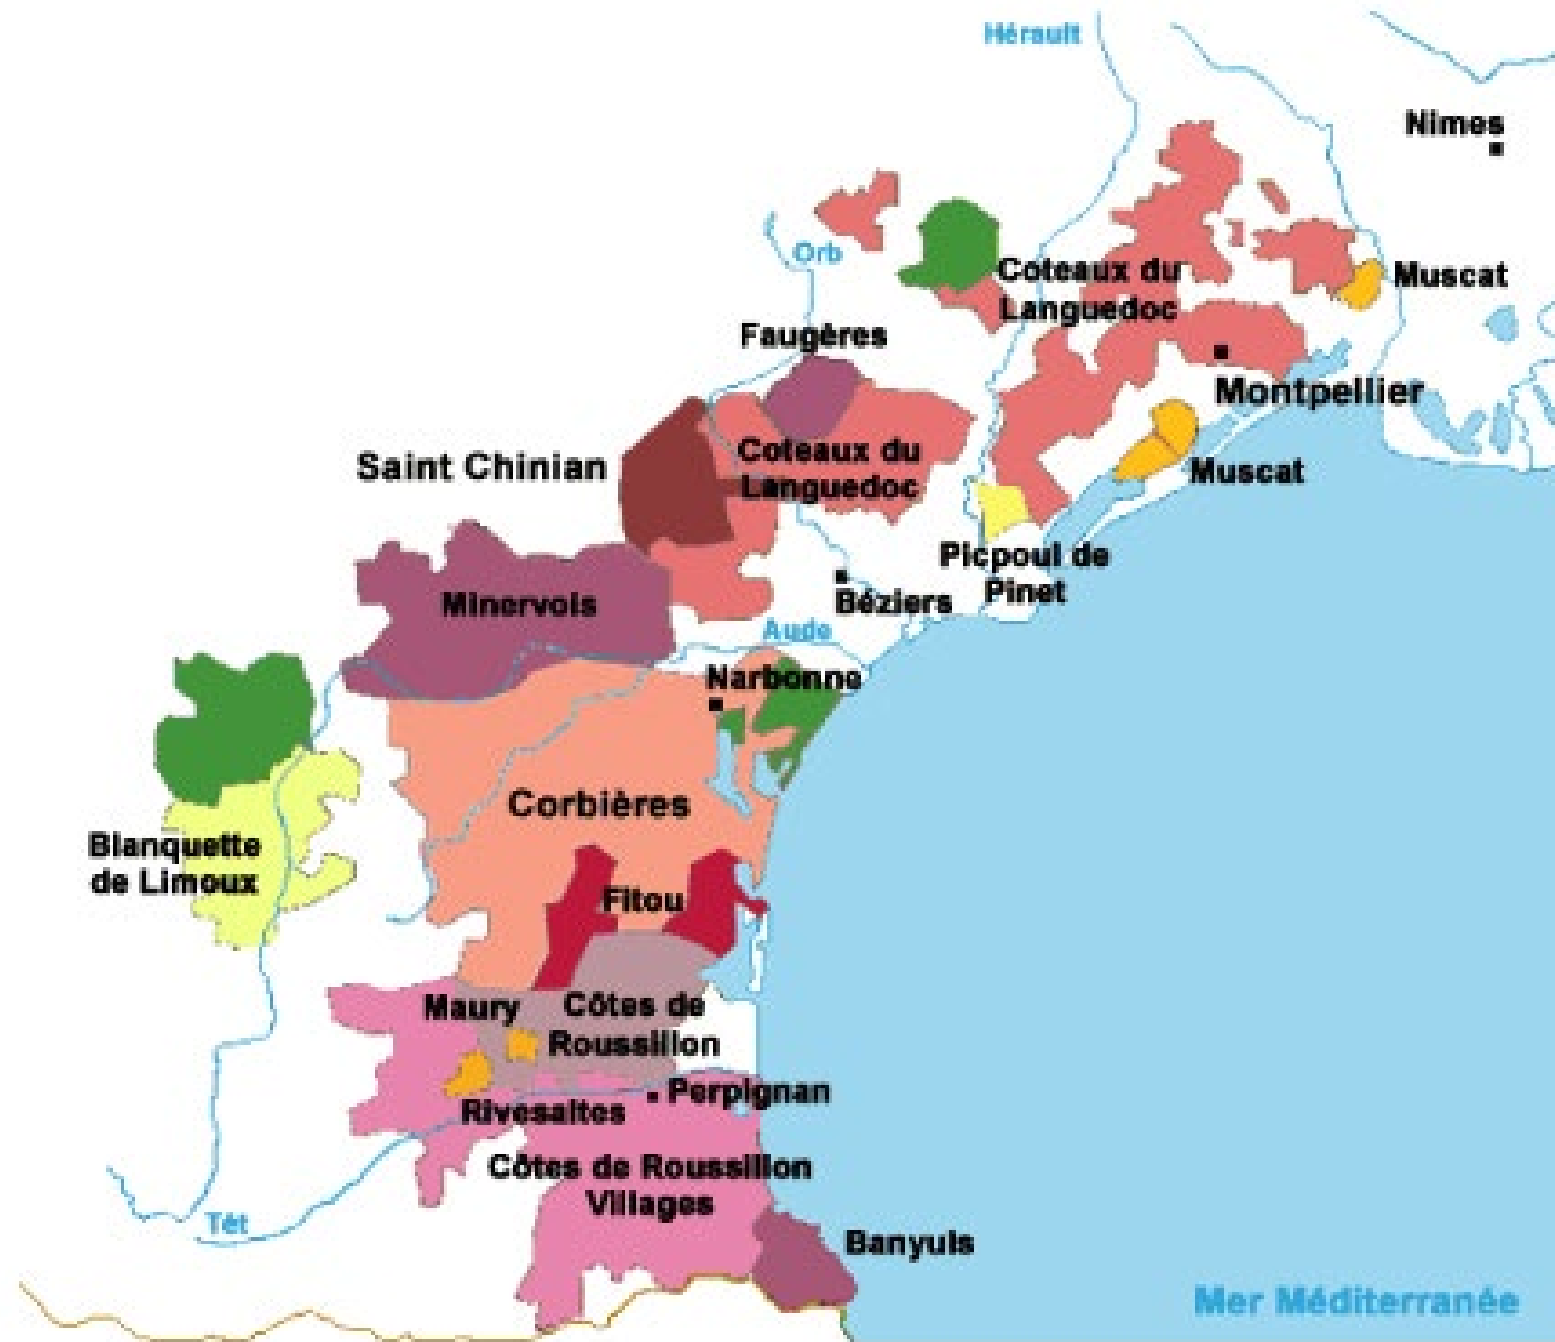 Hérault
Nimes
Orb
Coteaux du
Languedoc
Muscat
Faugères
Montpellier
Saint Chinian
Coteaux du
Languedoc
Muscat
Picpoul de
Pinet
Minervois
Béziers
Aude
Narbonne
Corbières
Blanquette
de Limoux
Fitou
Maury
Côtes de
Roussillon
Perpignan
Rivesaltes
Côtes de Roussillon
Villages
Têt
Banyuls
Mer Méditerranée